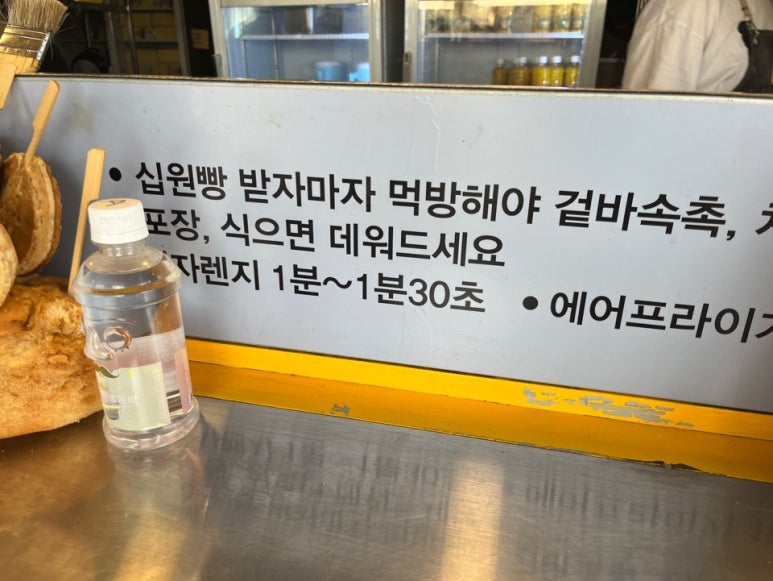 • 십원빵 받자마자 먹방해야 겉바속촉,
포장, 식으면 데워드세요
자렌지 1분~1분30초 • 에어프라이